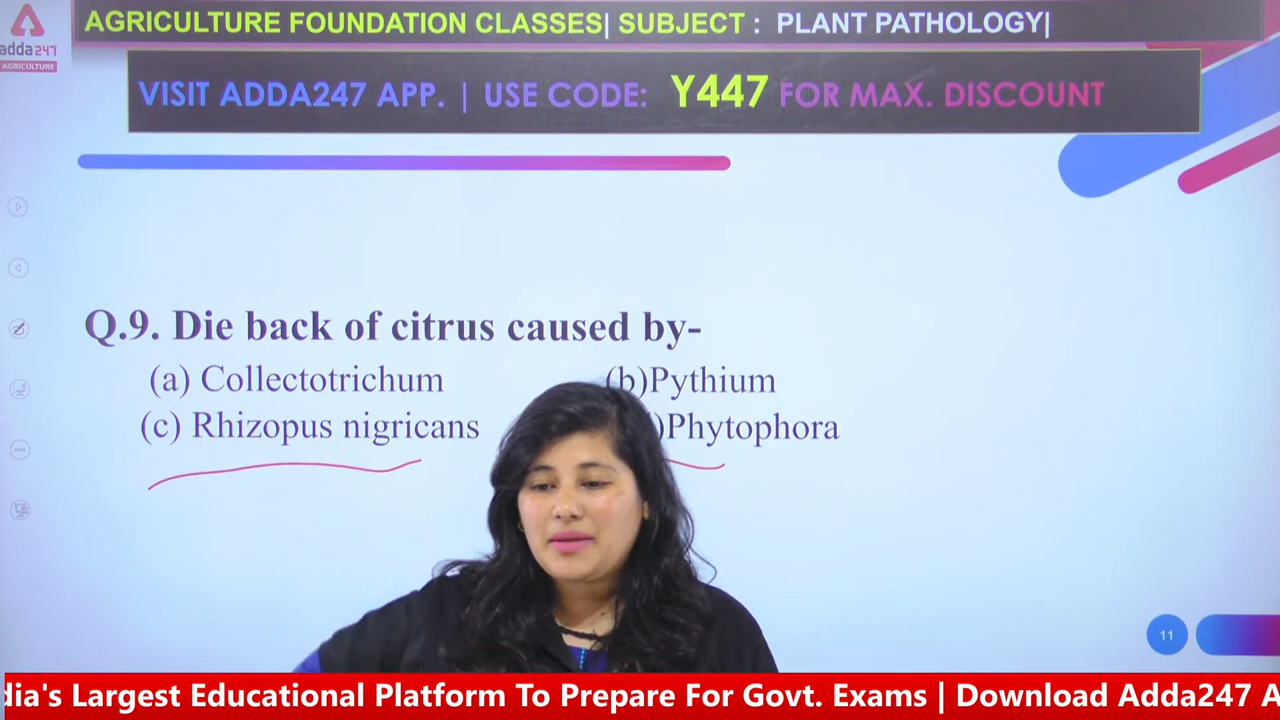 AGRICULTURE FOUNDATION CLASSES| SUBJECT : PLANT PATHOLOGY|
adda247
AGRICULTURE
VISIT ADDA247 APP. | USE CODE: Y447 FOR MAX. DISCOUNT
Q.9. Die back of citrus caused by-
(a) Collectotrichum (b)Pythium
(c) Rhizopus nigricans )Phytophora
11
dia's Largest Educational Platform To Prepare For Govt. Exams | Download Adda247 A